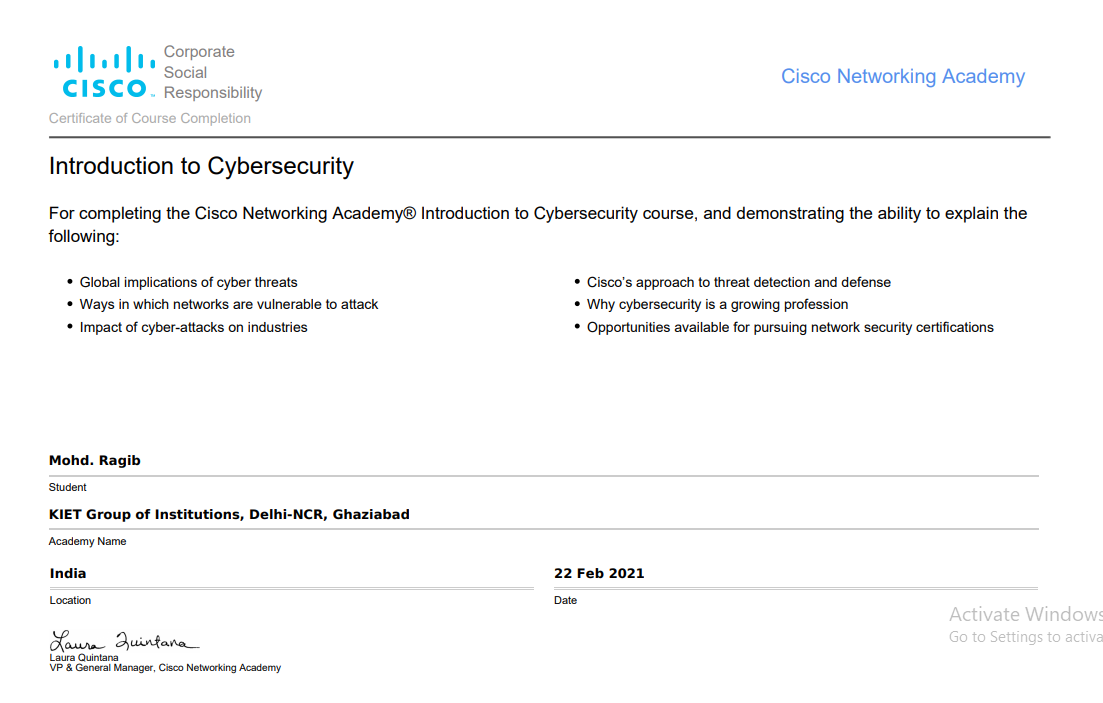 Corporate
Social
Responsibility
CISCO
Cisco Networking Academy
Certificate of Course Completion
Introduction to Cybersecurity
For completing the Cisco Networking Academy® Introduction to Cybersecurity course, and demonstrating the ability to explain the
following:
• Global implications of cyber threats
• Ways in which networks are vulnerable to attack
• Impact of cyber-attacks on industries
• Cisco's approach to threat detection and defense
• Why cybersecurity is a growing profession
• Opportunities available for pursuing network security certifications
Mohd. Ragib
Student
KIET Group of Institutions, Delhi-NCR, Ghaziabad
Academy Name
India
Location
22 Feb 2021
Date
Laura Quintana
Laura Quintana
VP & General Manager, Cisco Networking Academy
Activate Windows
Go to Settings to activa